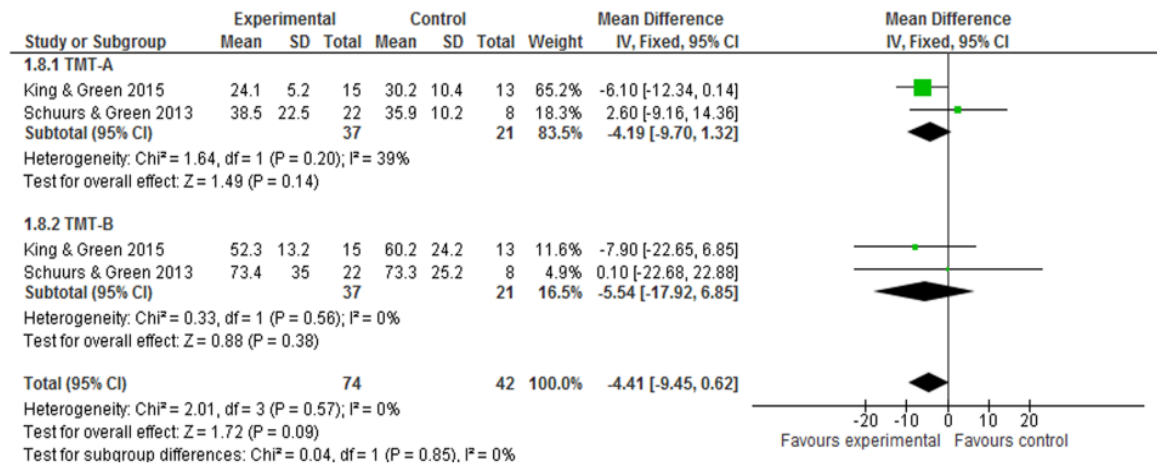 Experimental Control Mean Difference Mean Difference
Study or Subgroup Mean SD Total Mean SD Total Weight IV, Fixed, 95% CI IV, Fixed, 95% CI
1.8.1 TMT-A
King & Green 2015 24.1 5.2 15 30.2 10.4 13 65.2% -6.10 [-12.34, 0.14]
Schuurs & Green 2013 38.5 22.5 22 35.9 10.2 8 18.3% 2.60 [-9.16, 14.36]
Subtotal (95% CI) 37 21 83.5% -4.19 [-9.70, 1.32]
Heterogeneity: Chi² = 1.64, df = 1 (P = 0.20); I² = 39%
Test for overall effect: Z = 1.49 (P = 0.14)
1.8.2 TMT-B
King & Green 2015 52.3 13.2 15 60.2 24.2 13 11.6% -7.90 [-22.65, 6.85]
Schuurs & Green 2013 73.4 35 22 73.3 25.2 8 4.9% 0.10 [-22.68, 22.88]
Subtotal (95% CI) 37 21 16.5% -5.54 [-17.92, 6.85]
Heterogeneity: Chi² = 0.33, df = 1 (P = 0.56); I² = 0%
Test for overall effect: Z = 0.88 (P = 0.38)
Total (95% CI) 74 42 100.0% -4.41 [-9.45, 0.62]
Heterogeneity: Chi² = 2.01, df = 3 (P = 0.57); I² = 0%
Test for overall effect: Z = 1.72 (P = 0.09)
Test for subgroup differences: Chi² = 0.04, df = 1 (P = 0.85), I² = 0%
-20 -10 0 10 20
Favours experimental Favours control